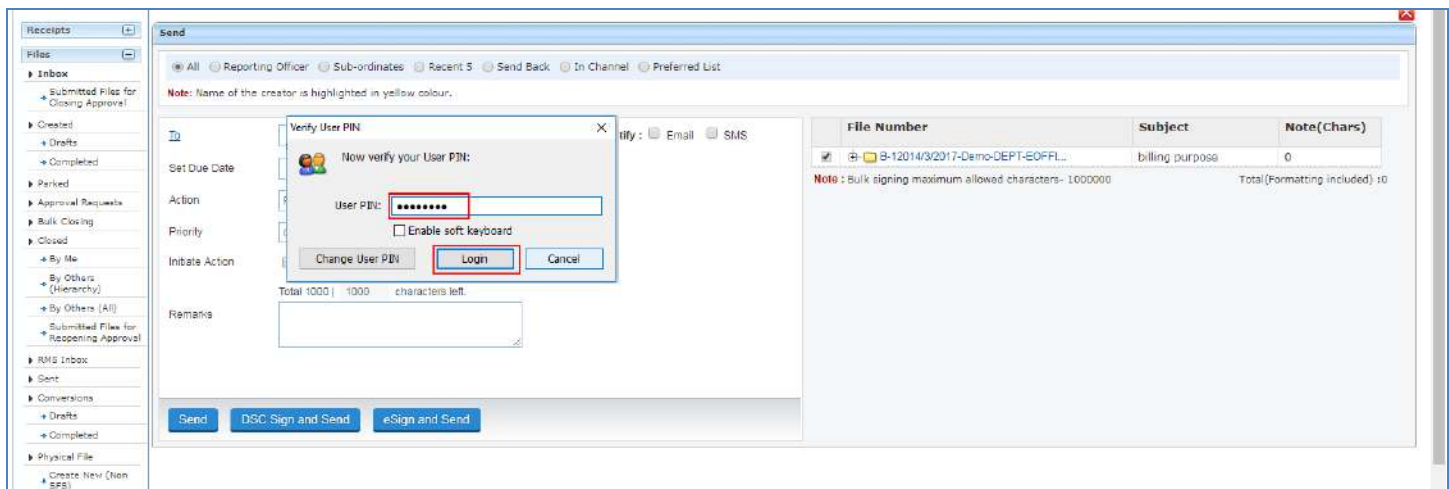 Receipts
Files
Inbox
Submitted Files for
Closing Approval
Created
Drafts
Completed
Parked
Approval Requests
Bulk Closing
Closed
By Me
By Others
(Hierarchy)
By Others (All)
Submitted Files for
Reopening Approval
RMS Inbox
Sent
Conversions
Drafts
Completed
Physical File
Create New (Non
SFS)
Send
All Reporting Officer Sub-ordinates Recent 5 Send Back In Channel Preferred List
Note: Name of the creator is highlighted in yellow colour.
To
tify : Email SMS
Set Due Date
Action
Priority
Initiate Action
Total 1000 | 1000 characters left.
Remarks
Send DSC Sign and Send eSign and Send
Verify User PIN
Now verify your User PIN:
User PIN: ••••••••
Enable soft keyboard
Change User PIN Login Cancel
File Number Subject Note(Chars)
B-12014/3/2017-Demo-DEPT-EOFFI... billing purpose 0
Note : Bulk signing maximum allowed characters- 1000000 Total(Formatting included) :0